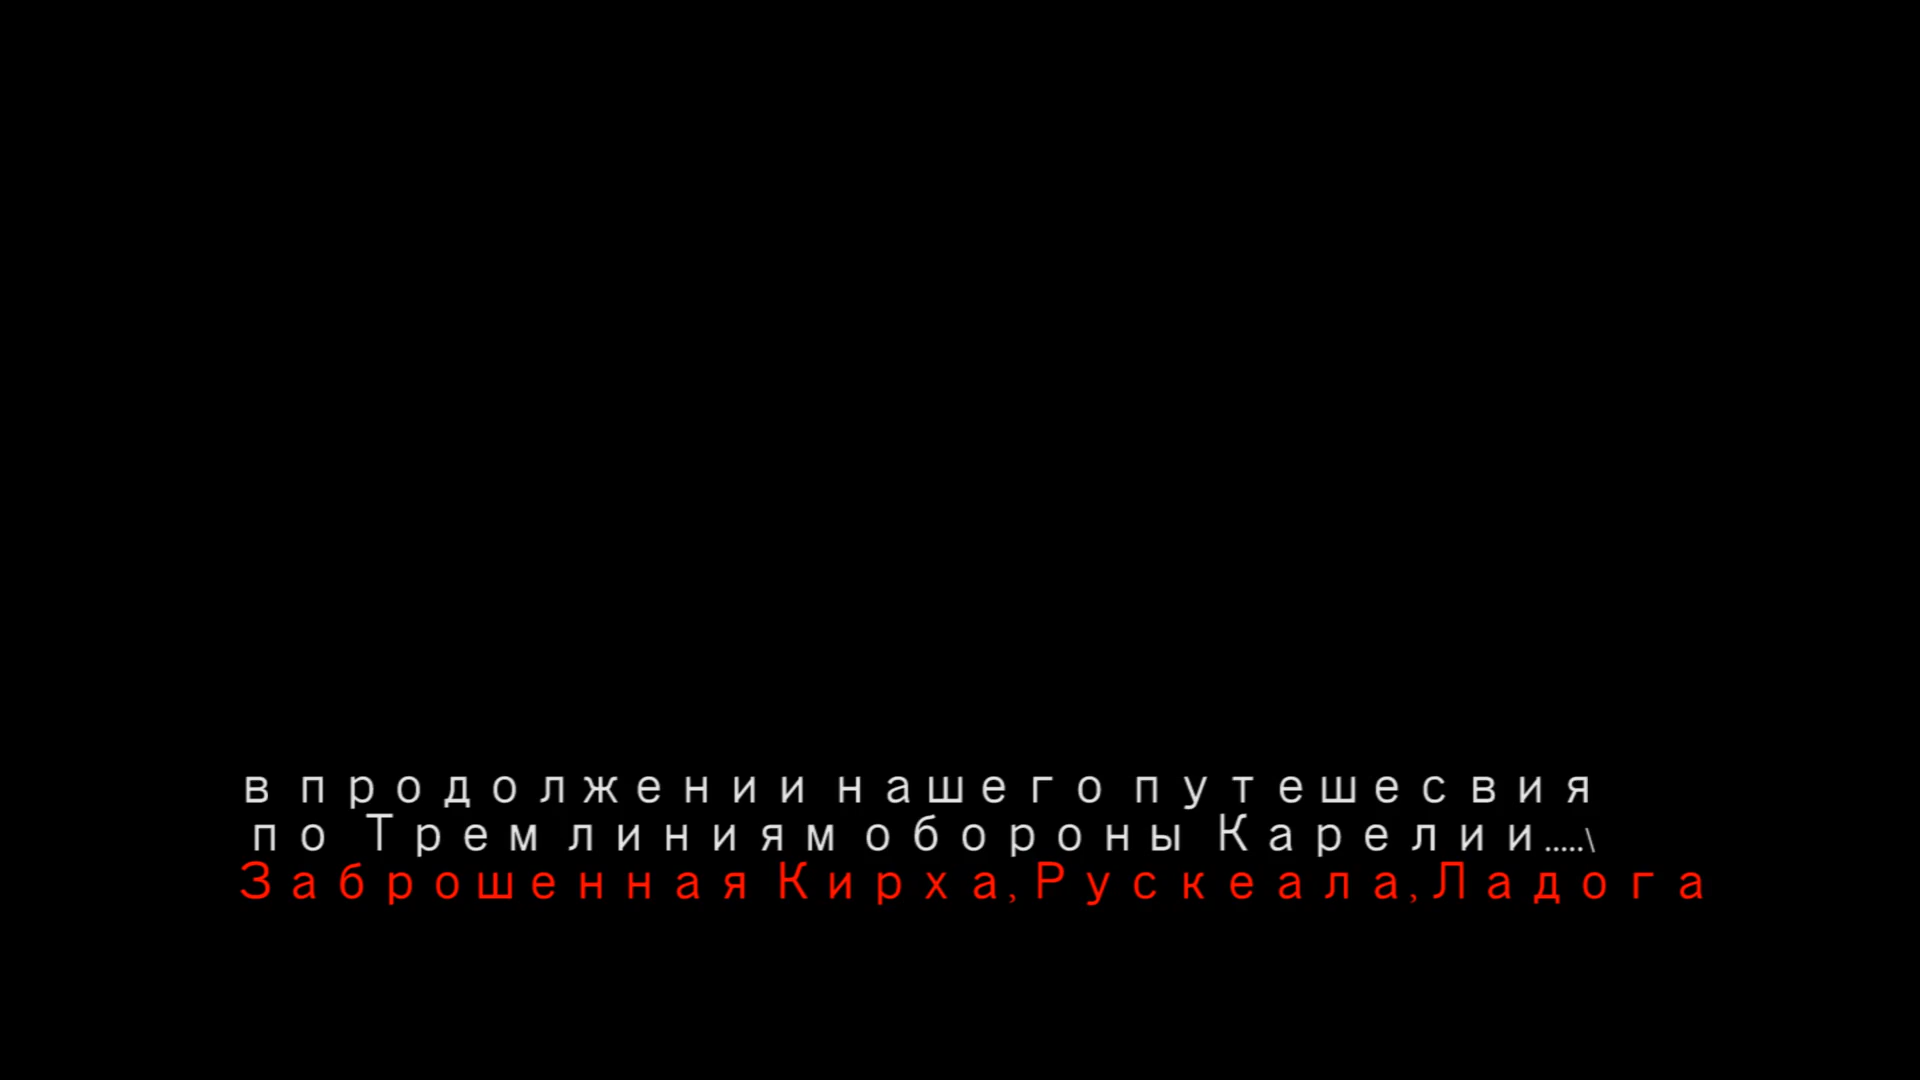 в продолжении нашего путешесвия
по Трем линиям обороны Карелии.....\
Заброшенная Кирха, Рускеала, Ладога